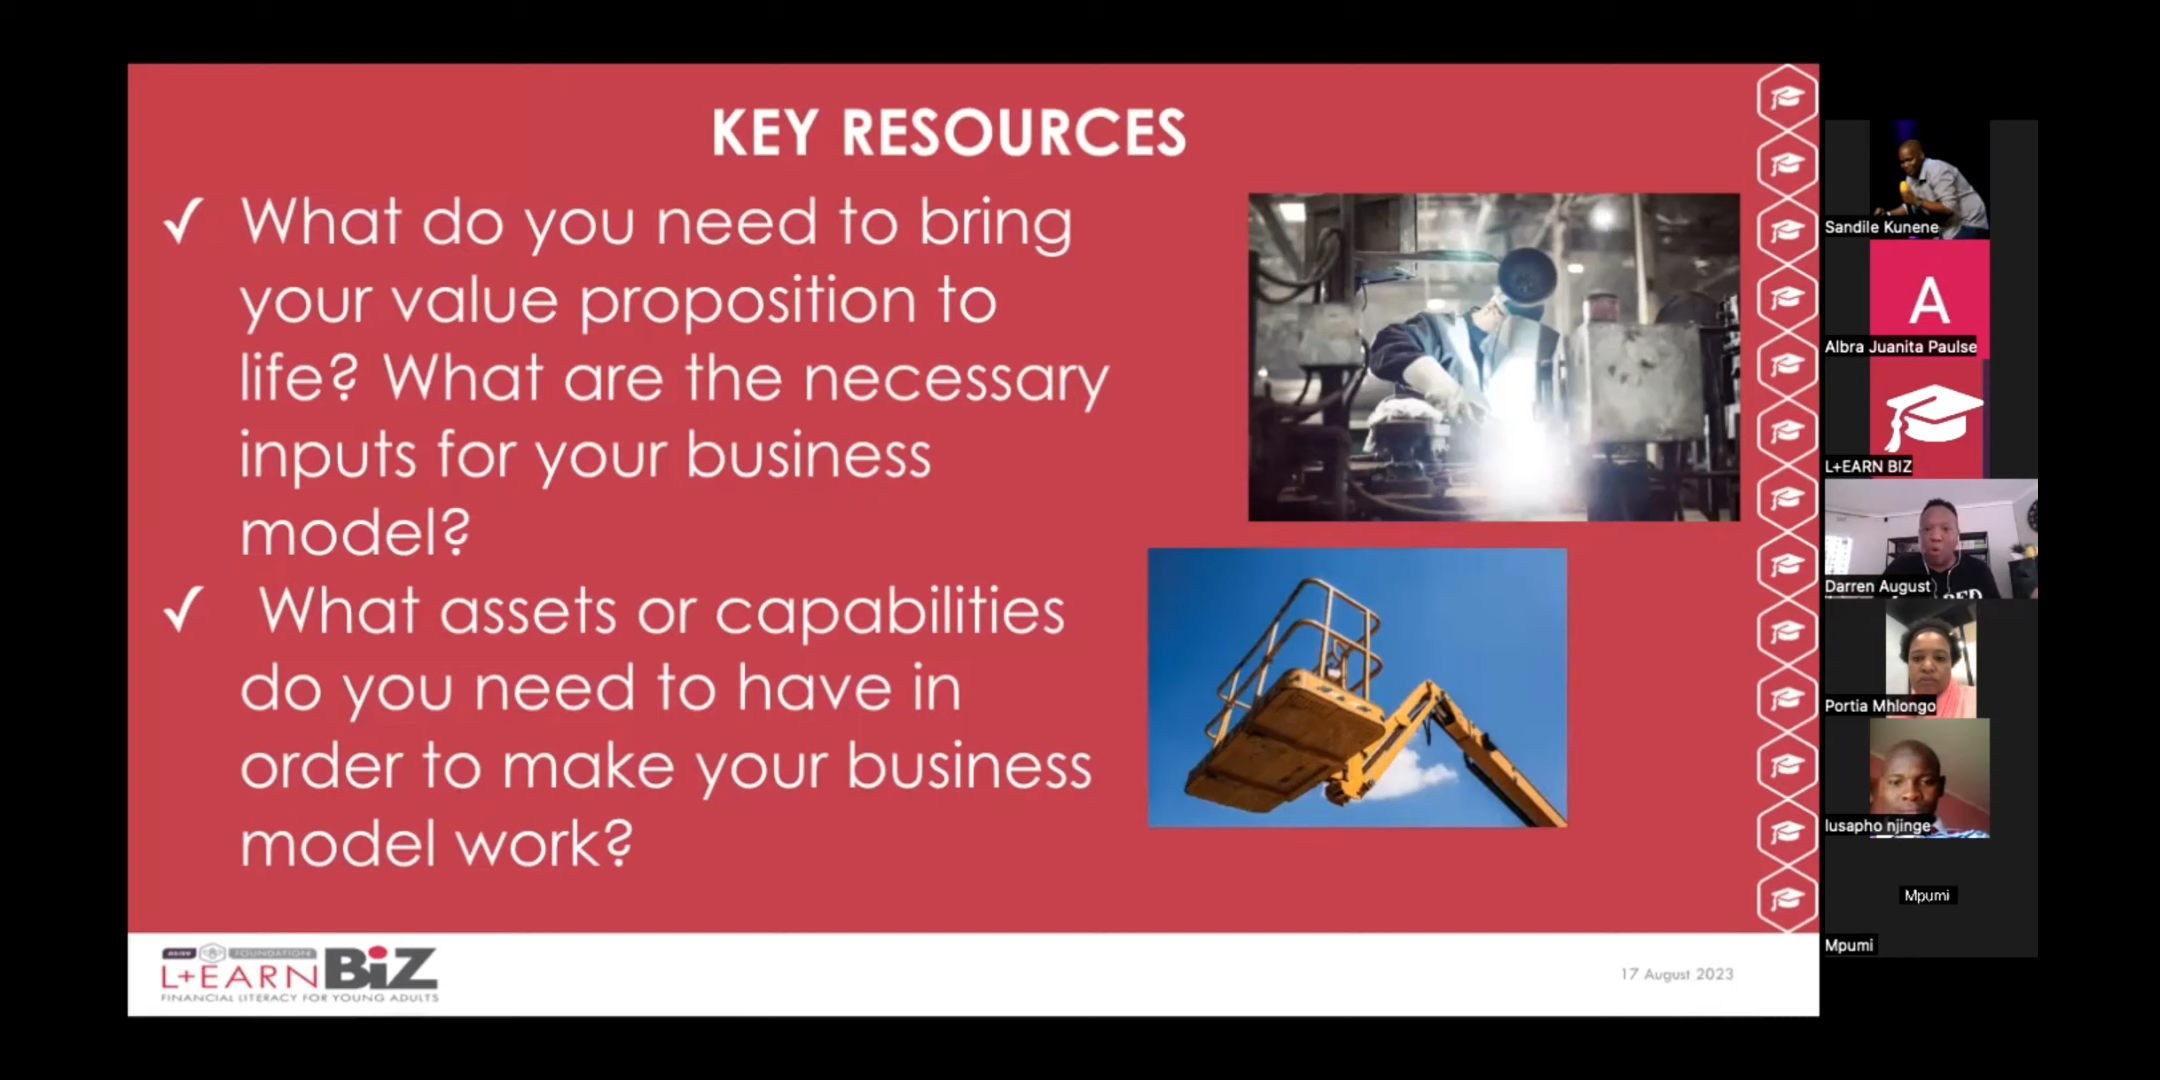 KEY RESOURCES
✓ What do you need to bring
your value proposition to
life? What are the necessary
inputs for your business
model?
✓ What assets or capabilities
do you need to have in
order to make your business
model work?
FOUNDATION
L+EARN BiZ
FINANCIAL LITERACY FOR YOUNG ADULTS
17 August 2023
Sandile Kunene
A
Albra Juanita Paulse
L+EARN BIZ
Darren August
Portia Mhlongo
lusapho njinge
Mpumi
Mpumi